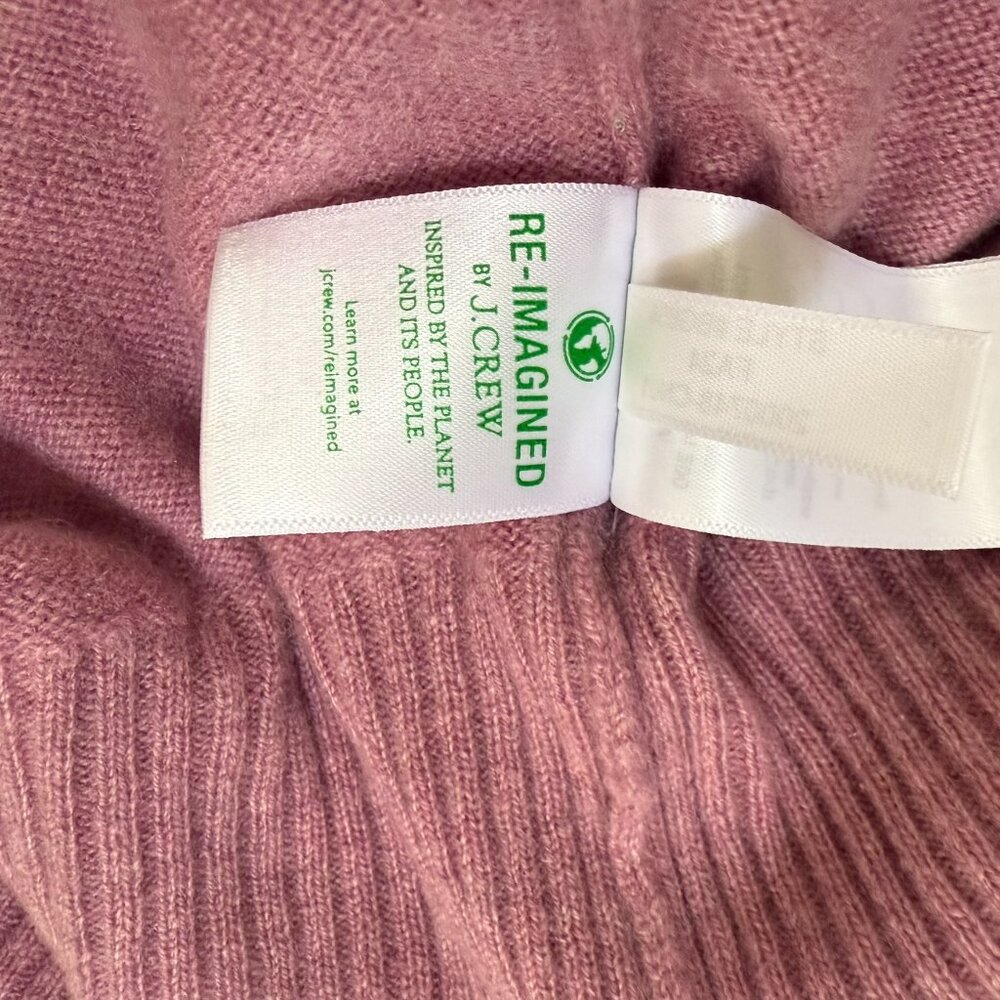 RE-IMAGINED
BY J.CREW
INSPIRED BY THE PLANET
AND ITS PEOPLE.
Learn more at
jcrew.com/reimagined